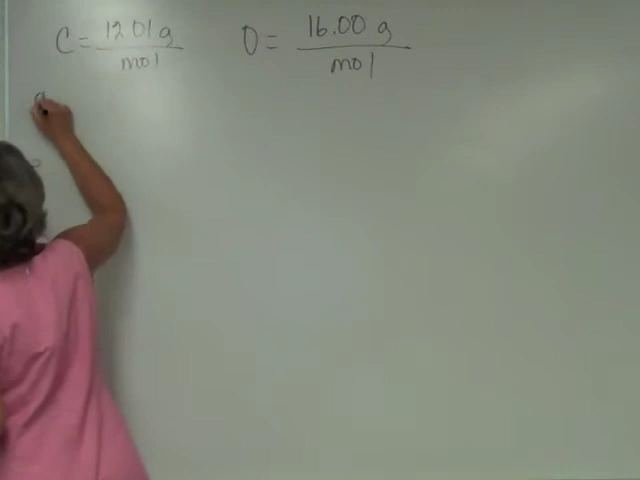 C = 12.01 g / mol   O = 16.00 g / mol